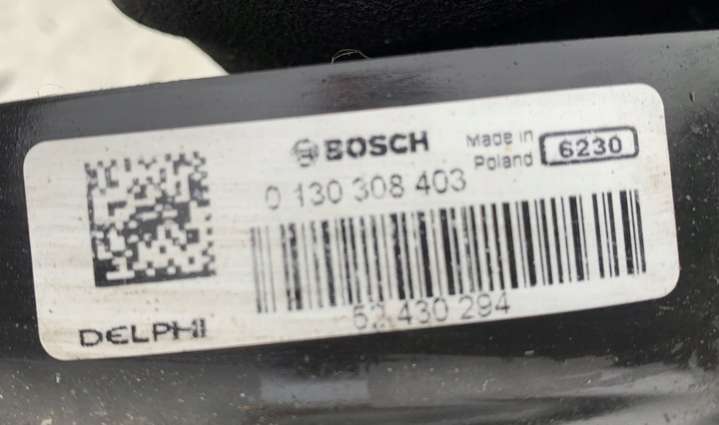 BOSCH
Made in
Poland
6230
0 130 308 403
52 430 294
DELPHI